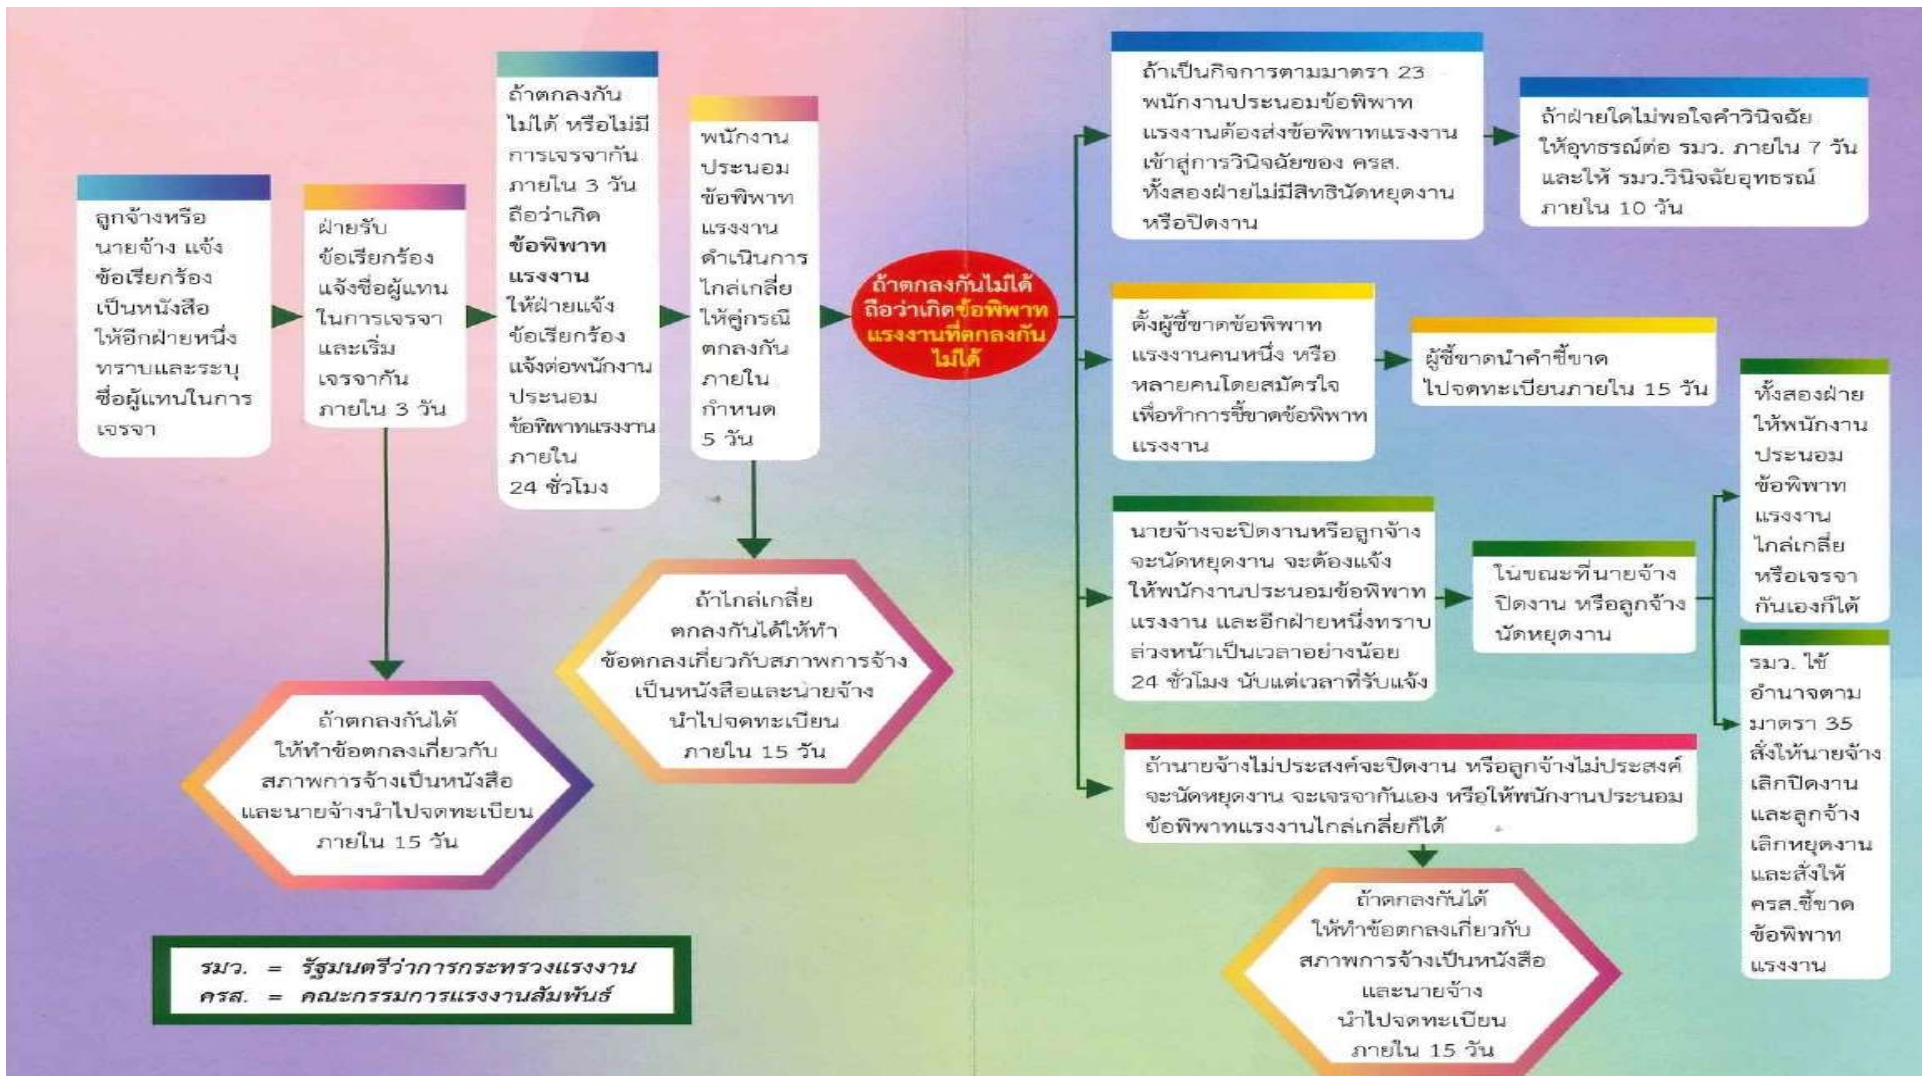 ลูกจ้างหรือ
นายจ้าง แจ้ง
ข้อเรียกร้อง
เป็นหนังสือ
ให้อีกฝ่ายหนึ่ง
ทราบและระบุ
ชื่อผู้แทนในการ
เจรจา
ฝ่ายรับ
ข้อเรียกร้อง
แจ้งชื่อผู้แทน
ในการเจรจา
และเริ่ม
เจรจากัน
ภายใน 3 วัน
ถ้าตกลงกันได้
ให้ทำข้อตกลงเกี่ยวกับ
สภาพการจ้างเป็นหนังสือ
และนายจ้างนำไปจดทะเบียน
ภายใน 15 วัน
ถ้าตกลงกัน
ไม่ได้ หรือไม่มี
การเจรจากัน
ภายใน 3 วัน
ถือว่าเกิด
ข้อพิพาท
แรงงาน
ให้ฝ่ายแจ้ง
ข้อเรียกร้อง
แจ้งต่อพนักงาน
ประนอม
ข้อพิพาทแรงงาน
ภายใน
24 ชั่วโมง
พนักงาน
ประนอม
ข้อพิพาท
แรงงาน
ดำเนินการ
ไกล่เกลี่ย
ให้คู่กรณี
ตกลงกัน
ภายใน
กำหนด
5 วัน
ถ้าไกล่เกลี่ย
ตกลงกันได้ให้ทำ
ข้อตกลงเกี่ยวกับสภาพการจ้าง
เป็นหนังสือและนายจ้าง
นำไปจดทะเบียน
ภายใน 15 วัน
ถ้าตกลงกันไม่ได้
ถือว่าเกิดข้อพิพาท
แรงงานที่ตกลงกัน
ไม่ได้
ถ้าเป็นกิจการตามมาตรา 23
พนักงานประนอมข้อพิพาท
แรงงานต้องส่งข้อพิพาทแรงงาน
เข้าสู่การวินิจฉัยของ ครส.
ทั้งสองฝ่ายไม่มีสิทธินัดหยุดงาน
หรือปิดงาน
ถ้าฝ่ายใดไม่พอใจคำวินิจฉัย
ให้อุทธรณ์ต่อ รมว. ภายใน 7 วัน
และให้ รมว.วินิจฉัยอุทธรณ์
ภายใน 10 วัน
ตั้งผู้ชี้ขาดข้อพิพาท
แรงงานคนหนึ่ง หรือ
หลายคนโดยสมัครใจ
เพื่อทำการชี้ขาดข้อพิพาท
แรงงาน
ผู้ชี้ขาดนำคำชี้ขาด
ไปจดทะเบียนภายใน 15 วัน
นายจ้างจะปิดงานหรือลูกจ้าง
จะนัดหยุดงาน จะต้องแจ้ง
ให้พนักงานประนอมข้อพิพาท
แรงงาน และอีกฝ่ายหนึ่งทราบ
ล่วงหน้าเป็นเวลาอย่างน้อย
24 ชั่วโมง นับแต่เวลาที่รับแจ้ง
ในขณะที่นายจ้าง
ปิดงาน หรือลูกจ้าง
นัดหยุดงาน
ทั้งสองฝ่าย
ให้พนักงาน
ประนอม
ข้อพิพาท
แรงงาน
ไกล่เกลี่ย
หรือเจรจา
กันเองก็ได้
รมว. ใช้
อำนาจตาม
มาตรา 35
สั่งให้นายจ้าง
เลิกปิดงาน
และลูกจ้าง
เลิกหยุดงาน
และสั่งให้
ครส.ชี้ขาด
ข้อพิพาท
แรงงาน
ถ้านายจ้างไม่ประสงค์จะปิดงาน หรือลูกจ้างไม่ประสงค์
จะนัดหยุดงาน จะเจรจากันเอง หรือให้พนักงานประนอม
ข้อพิพาทแรงงานไกล่เกลี่ยก็ได้
ถ้าตกลงกันได้
ให้ทำข้อตกลงเกี่ยวกับ
สภาพการจ้างเป็นหนังสือ
และนายจ้าง
นำไปจดทะเบียน
ภายใน 15 วัน
รมว. = รัฐมนตรีว่าการกระทรวงแรงงาน
ครส. = คณะกรรมการแรงงานสัมพันธ์